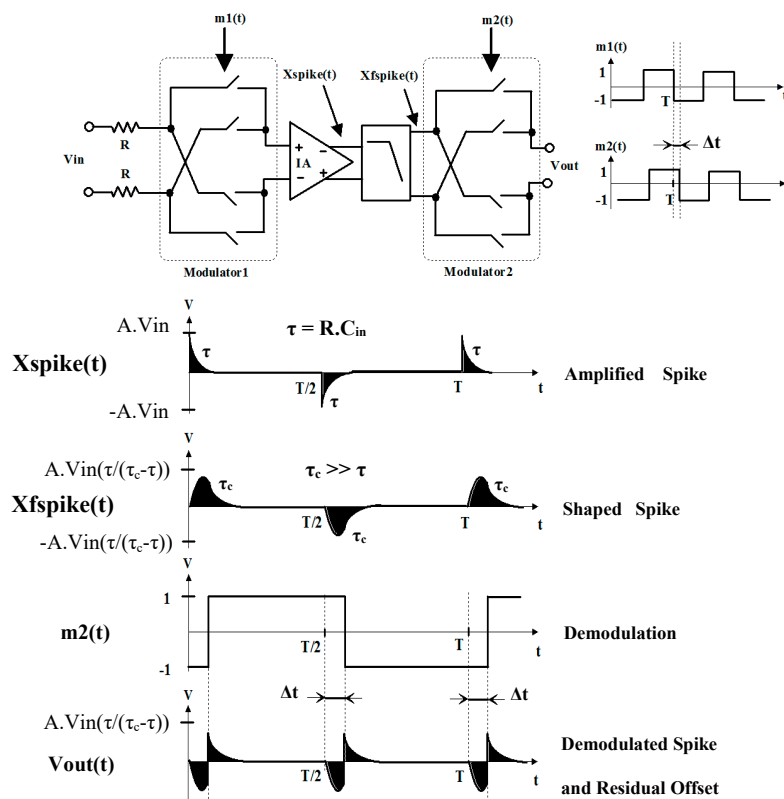 m1(t)
m2(t)
Xspike(t)
Xfspike(t)
m1(t)
1
-1
T
t
Δt
R
Vin
R
+ −
IA
− +
Vout
m2(t)
1
-1
T
t
Modulator1
Modulator2
V
A.Vin
τ = R.Cin
Xspike(t)
τ
T/2
τ
T
τ
t
Amplified Spike
-A.Vin
V
A.Vin(τ/(τc-τ))
τc >> τ
Xfspike(t)
τc
T/2
τc
T
τc
t
Shaped Spike
-A.Vin(τ/(τc-τ))
1
m2(t)
T/2
T
t
Demodulation
-1
V
Δt
Δt
A.Vin(τ/(τc-τ))
Vout(t)
T/2
T
t
Demodulated Spike
and Residual Offset